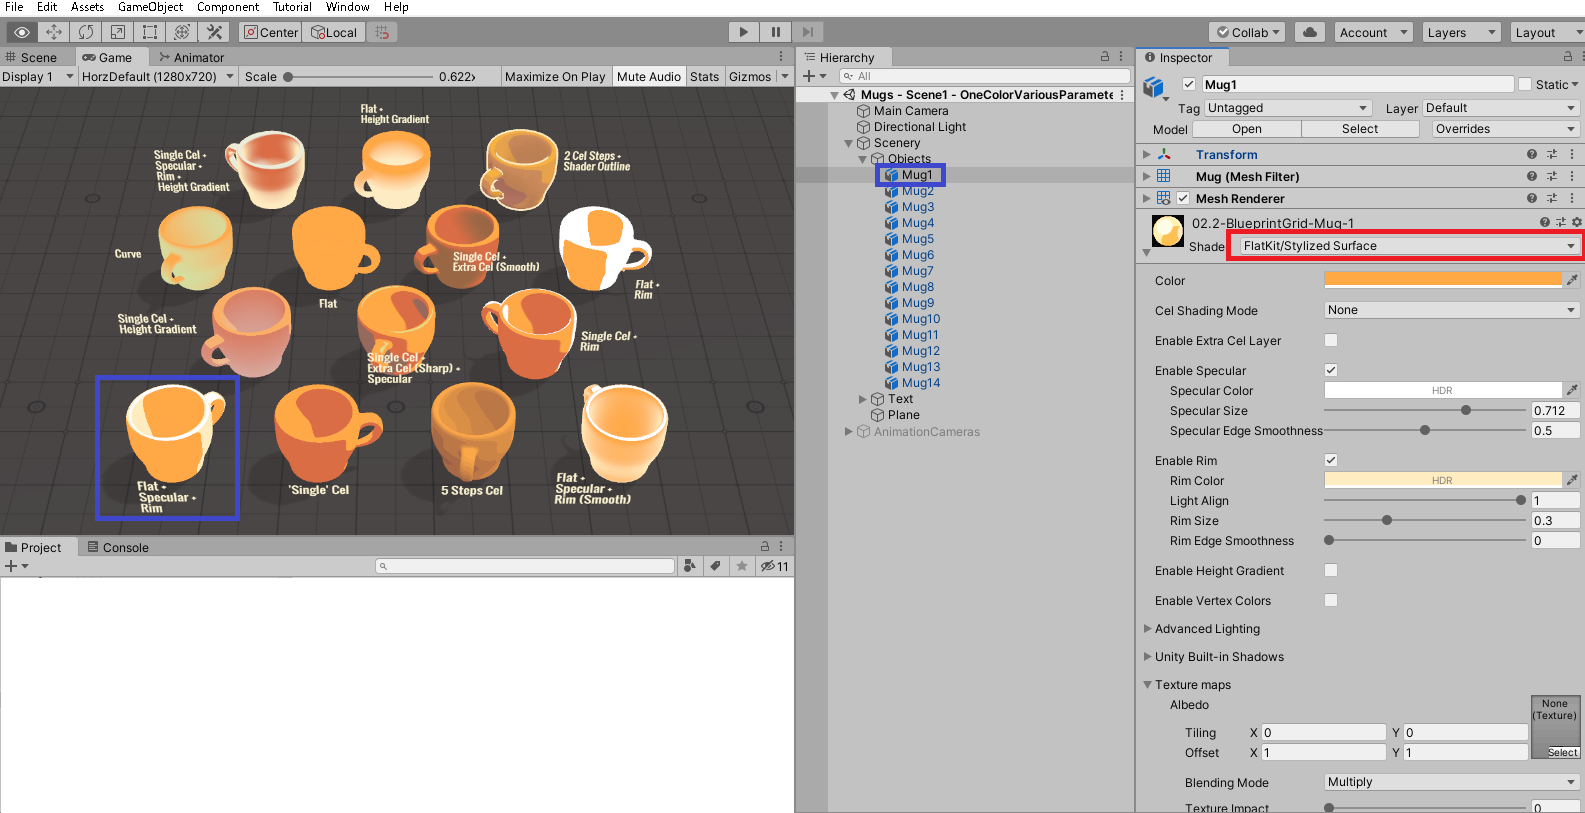 File Edit Assets GameObject Component Tutorial Window Help
Center Local
Collab Account Layers Layout
Scene Game Animator
Display 1 HorzDefault (1280x720) Scale 0.622x Maximize On Play Mute Audio Stats Gizmos
Flat +
Height Gradient
Single Cel +
Specular +
Rim +
Height Gradient
2 Cel Steps +
Shader Outline
Curve
Flat
Single Cel +
Extra Cel (Smooth)
Flat +
Rim
Single Cel +
Height Gradient
Single Cel +
Extra Cel (Sharp) +
Specular
Single Cel +
Rim
Flat +
Specular +
Rim
'Single' Cel
5 Steps Cel
Flat +
Specular +
Rim (Smooth)
Project Console
11
Hierarchy
All
Mugs - Scene1 - OneColorVariousParamete
Main Camera
Directional Light
Scenery
Objects
Mug1
Mug2
Mug3
Mug4
Mug5
Mug6
Mug7
Mug8
Mug9
Mug10
Mug11
Mug12
Mug13
Mug14
Text
Plane
AnimationCameras
Inspector
Mug1 Static
Tag Untagged Layer Default
Model Open Select Overrides
Transform
Mug (Mesh Filter)
Mesh Renderer
02.2-BlueprintGrid-Mug-1
Shade FlatKit/Stylized Surface
Color
Cel Shading Mode None
Enable Extra Cel Layer
Enable Specular
Specular Color HDR
Specular Size 0.712
Specular Edge Smoothness 0.5
Enable Rim
Rim Color HDR
Light Align 1
Rim Size 0.3
Rim Edge Smoothness 0
Enable Height Gradient
Enable Vertex Colors
Advanced Lighting
Unity Built-in Shadows
Texture maps
Albedo None
(Texture)
Select
Tiling X 0 Y 0
Offset X 1 Y 1
Blending Mode Multiply
Texture Impact 0